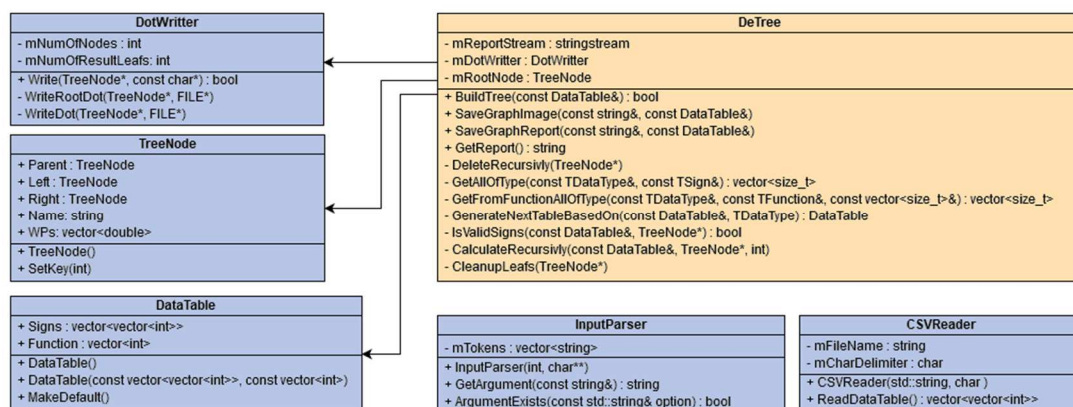 DotWritter
- mNumOfNodes : int
- mNumOfResultLeafs: int
+ Write(TreeNode*, const char*) : bool
- WriteRootDot(TreeNode*, FILE*)
- WriteDot(TreeNode*, FILE*)
TreeNode
+ Parent : TreeNode
+ Left : TreeNode
+ Right : TreeNode
+ Name: string
+ WPs: vector<double>
+ TreeNode()
+ SetKey(int)
DataTable
+ Signs : vector<vector<int>>
+ Function : vector<int>
+ DataTable()
+ DataTable(const vector<vector<int>>, const vector<int>)
+ MakeDefault()
DeTree
- mReportStream : stringstream
- mDotWritter : DotWritter
- mRootNode : TreeNode
+ BuildTree(const DataTable&) : bool
+ SaveGraphImage(const string&, const DataTable&)
+ SaveGraphReport(const string&, const DataTable&)
+ GetReport() : string
- DeleteRecursivly(TreeNode*)
- GetAllOfType(const TDataType&, const TSign&) : vector<size_t>
- GetFromFunctionAllOfType(const TDataType&, const TFunction&, const vector<size_t>&) : vector<size_t>
- GenerateNextTableBasedOn(const DataTable&, TDataType) : DataTable
- IsValidSigns(const DataTable&, TreeNode*) : bool
- CalculateRecursivly(const DataTable&, TreeNode*, int)
- CleanupLeafs(TreeNode*)
InputParser
- mTokens : vector<string>
+ InputParser(int, char**)
+ GetArgument(const string&) : string
+ ArgumentExists(const std::string& option) : bool
CSVReader
- mFileName : string
- mCharDelimiter : char
+ CSVReader(std::string, char )
+ ReadDataTable() : vector<vector<int>>